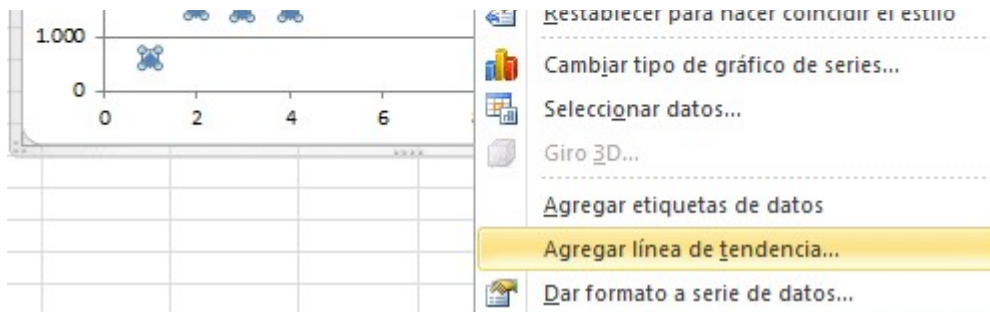 Restablecer para hacer coincidir el estilo
1.000
Cambiar tipo de gráfico de series...
0
Seleccionar datos...
0 2 4 6
Giro 3D...
Agregar etiquetas de datos
Agregar línea de tendencia...
Dar formato a serie de datos...